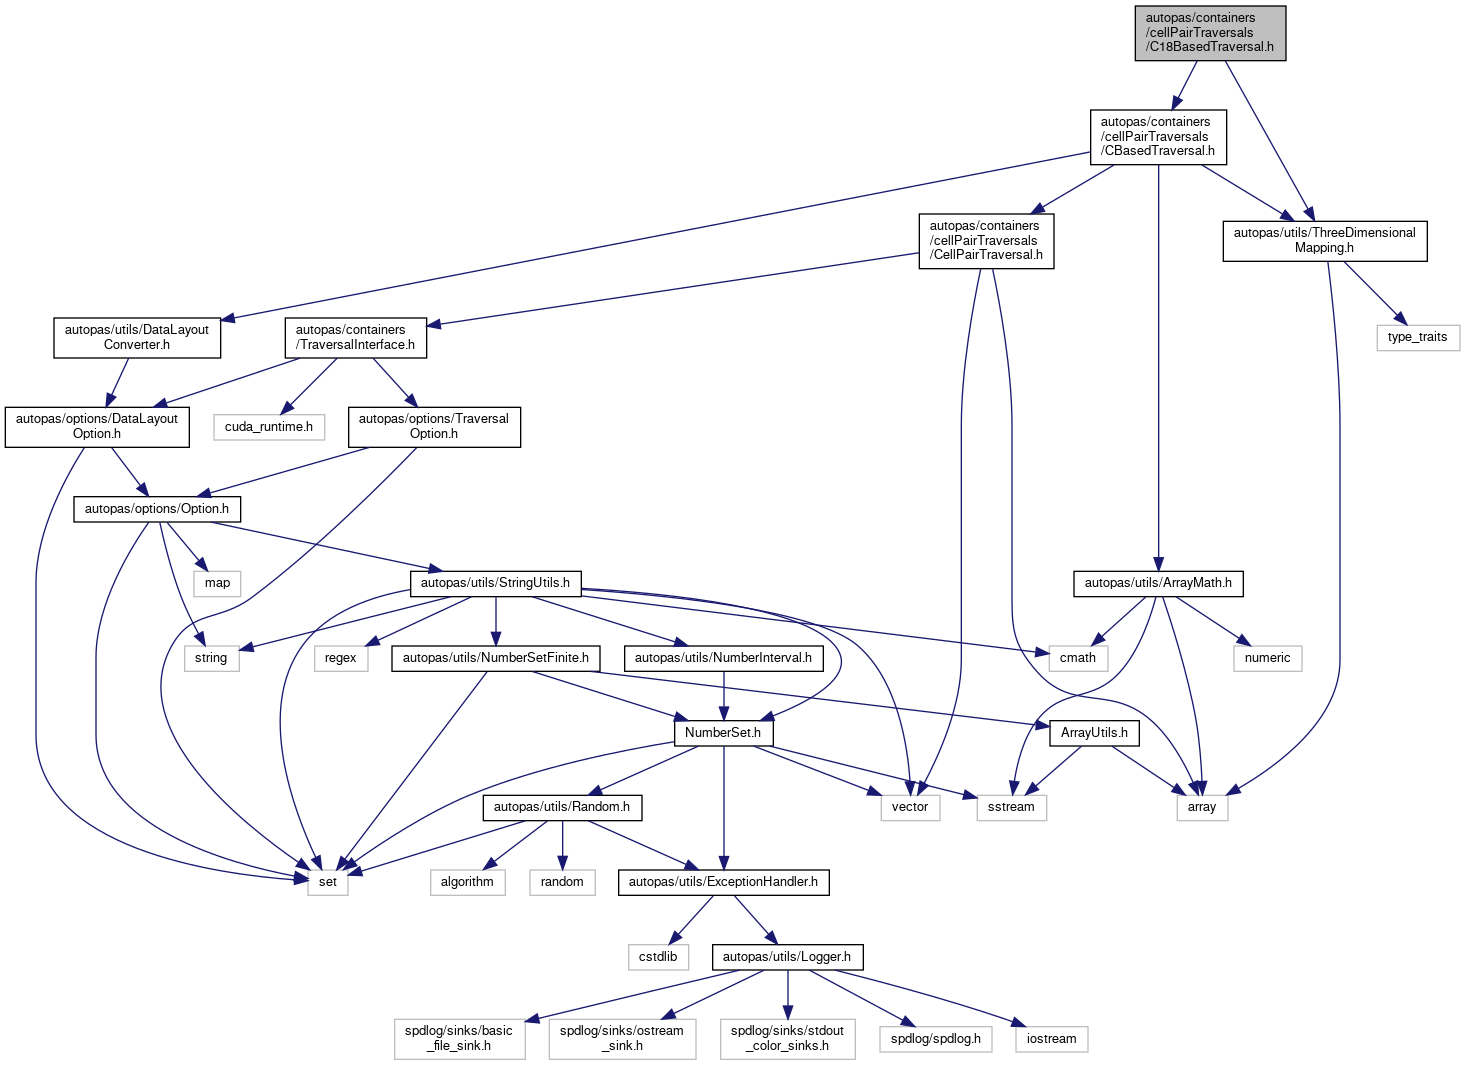 autopas/containers
/cellPairTraversals
/C18BasedTraversal.h
autopas/containers
/cellPairTraversals
/CBasedTraversal.h
autopas/containers
/cellPairTraversals
/CellPairTraversal.h
autopas/utils/ThreeDimensional
Mapping.h
autopas/utils/DataLayout
Converter.h
autopas/containers
/TraversalInterface.h
type_traits
autopas/options/DataLayout
Option.h
cuda_runtime.h
autopas/options/Traversal
Option.h
autopas/options/Option.h
map
autopas/utils/StringUtils.h
autopas/utils/ArrayMath.h
string
regex
autopas/utils/NumberSetFinite.h
autopas/utils/NumberInterval.h
cmath
numeric
NumberSet.h
ArrayUtils.h
autopas/utils/Random.h
vector
sstream
array
set
algorithm
random
autopas/utils/ExceptionHandler.h
cstdlib
autopas/utils/Logger.h
spdlog/sinks/basic
_file_sink.h
spdlog/sinks/ostream
_sink.h
spdlog/sinks/stdout
_color_sinks.h
spdlog/spdlog.h
iostream